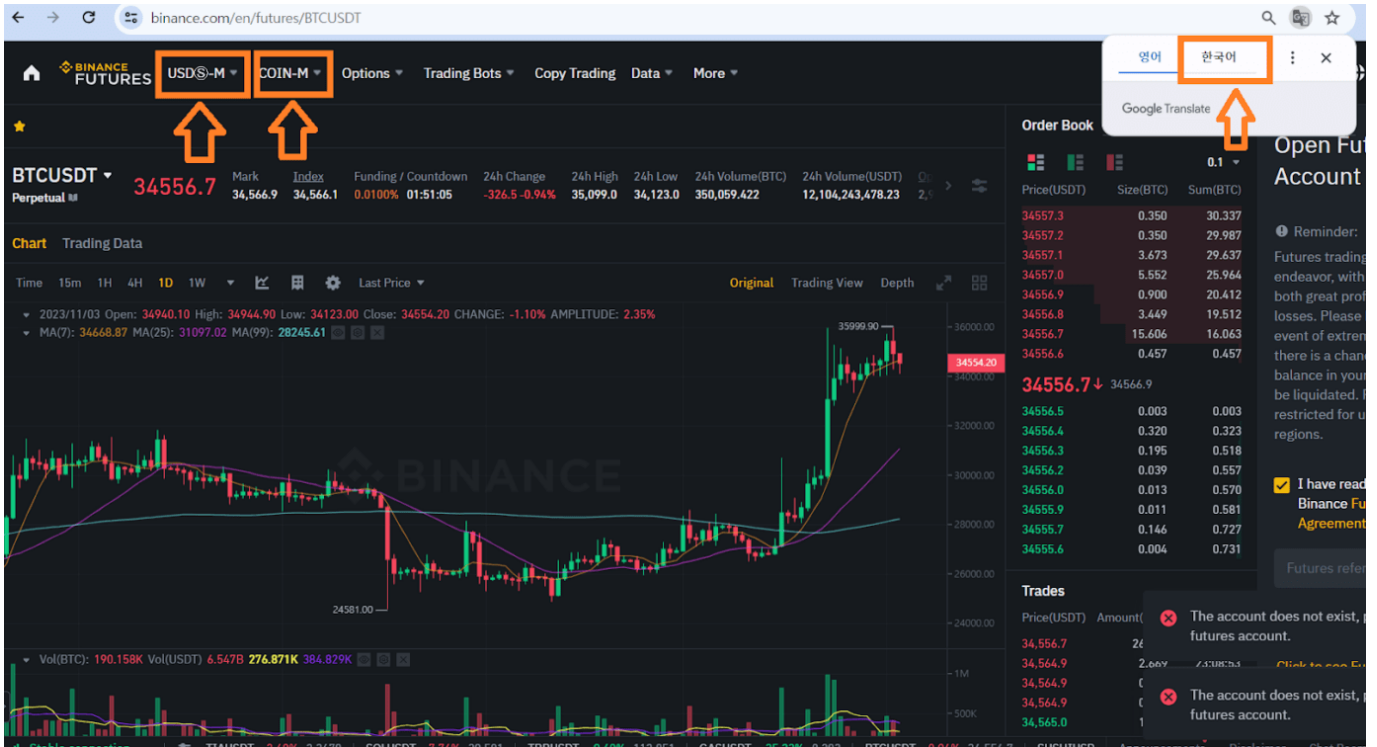 binance.com/en/futures/BTCUSDT
BINANCE
FUTURES
USDⓈ-M
COIN-M
Options
Trading Bots
Copy Trading
Data
More
영어
한국어
Google Translate
BTCUSDT
Perpetual
34556.7
Mark
34,566.9
Index
34,566.1
Funding / Countdown
0.0100% 01:51:05
24h Change
-326.5 -0.94%
24h High
35,099.0
24h Low
34,123.0
24h Volume(BTC)
350,059.422
24h Volume(USDT)
12,104,243,478.23
Chart Trading Data
Time 15m 1H 4H 1D 1W Last Price Original Trading View Depth
2023/11/03 Open: 34940.10 High: 34944.90 Low: 34123.00 Close: 34554.20 CHANGE: -1.10% AMPLITUDE: 2.35%
MA(7): 34668.87 MA(25): 31097.02 MA(99): 28245.61
35999.90
36000.00
34554.20
34000.00
32000.00
30000.00
28000.00
26000.00
24000.00
BINANCE
24581.00
Vol(BTC): 190.158K Vol(USDT) 6.547B 276.871K 384.829K
1M
500K
Order Book
0.1
Price(USDT) Size(BTC) Sum(BTC)
34557.3 0.350 30.337
34557.2 0.350 29.987
34557.1 3.673 29.637
34557.0 5.552 25.964
34556.9 0.900 20.412
34556.8 3.449 19.512
34556.7 15.606 16.063
34556.6 0.457 0.457
34556.7 34566.9
34556.5 0.003 0.003
34556.4 0.320 0.323
34556.3 0.195 0.518
34556.2 0.039 0.557
34556.0 0.013 0.570
34555.9 0.011 0.581
34555.7 0.146 0.727
34555.6 0.004 0.731
Trades
Price(USDT) Amount(
34,556.7
34,564.9 2.669 23:08:53
34,564.9
34,564.9
34,565.0
Open Fut
Account
Reminder:
Futures trading
endeavor, with
both great prof
losses. Please
event of extrem
there is a chan
balance in your
be liquidated.
restricted for u
regions.
I have read
Binance Fu
Agreement
Futures refer
The account does not exist,
futures account.
Click to see Fu
The account does not exist,
futures account.
Stable connection